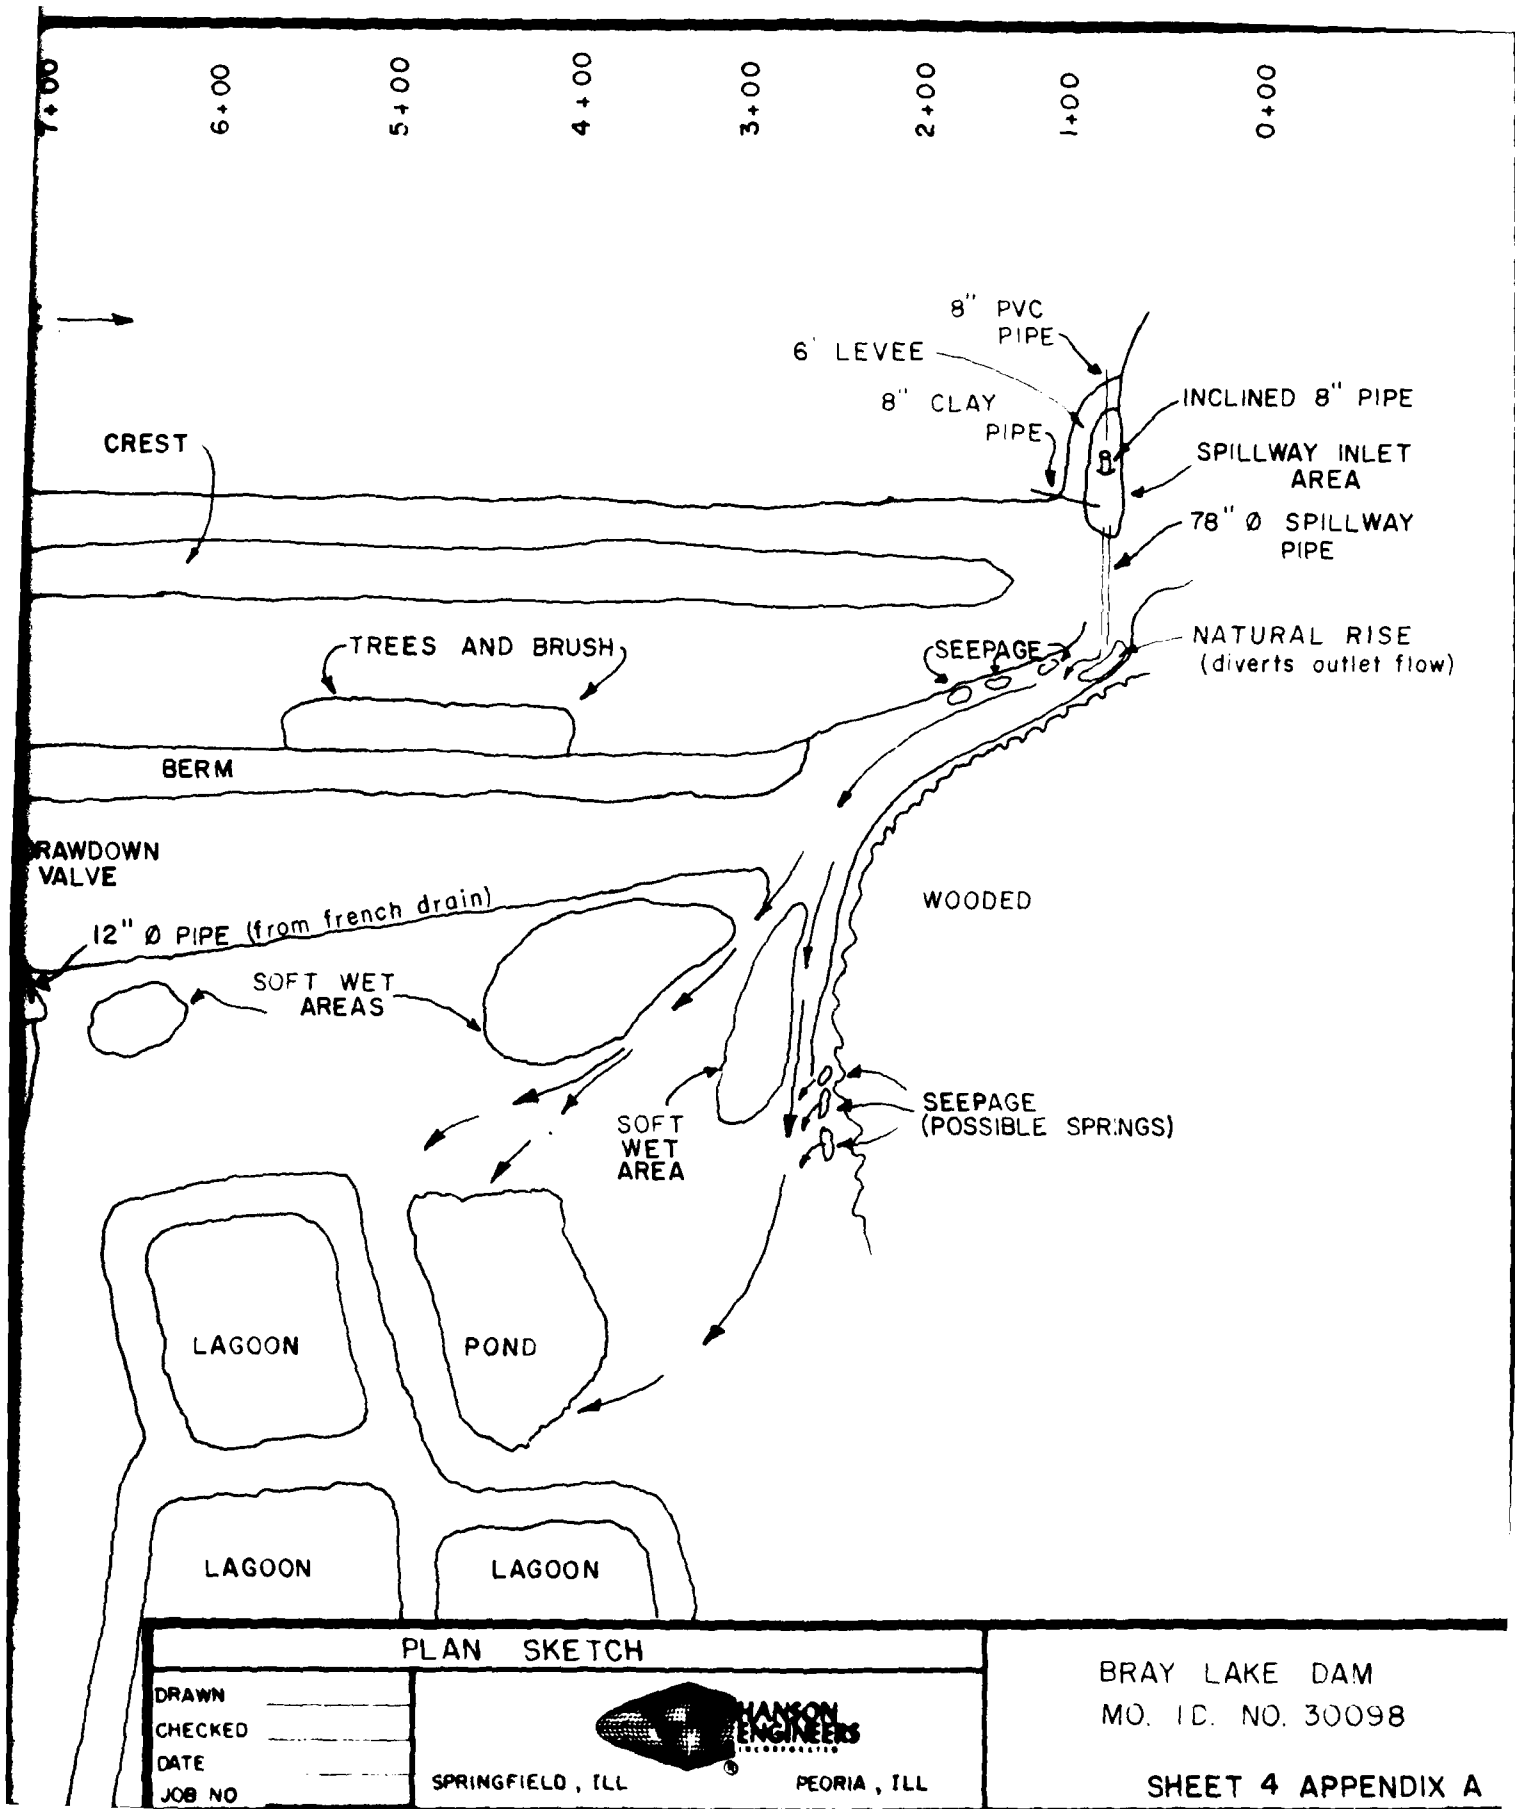 7+00 6+00 5+00 4+00 3+00 2+00 1+00 0+00
8" PVC
PIPE
6' LEVEE
8" CLAY
PIPE
INCLINED 8" PIPE
CREST
SPILLWAY INLET
AREA
78" Ø SPILLWAY
PIPE
TREES AND BRUSH
SEEPAGE
NATURAL RISE
(diverts outlet flow)
BERM
RAWDOWN
VALVE
12" Ø PIPE (from french drain)
WOODED
SOFT WET
AREAS
SEEPAGE
(POSSIBLE SPRINGS)
SOFT
WET
AREA
LAGOON
POND
LAGOON
LAGOON
PLAN SKETCH
DRAWN
CHECKED
DATE
JOB NO
HANSON
ENGINEERS
INCORPORATED
®
SPRINGFIELD, ILL
PEORIA, ILL
BRAY LAKE DAM
MO. ID. NO. 30098
SHEET 4 APPENDIX A